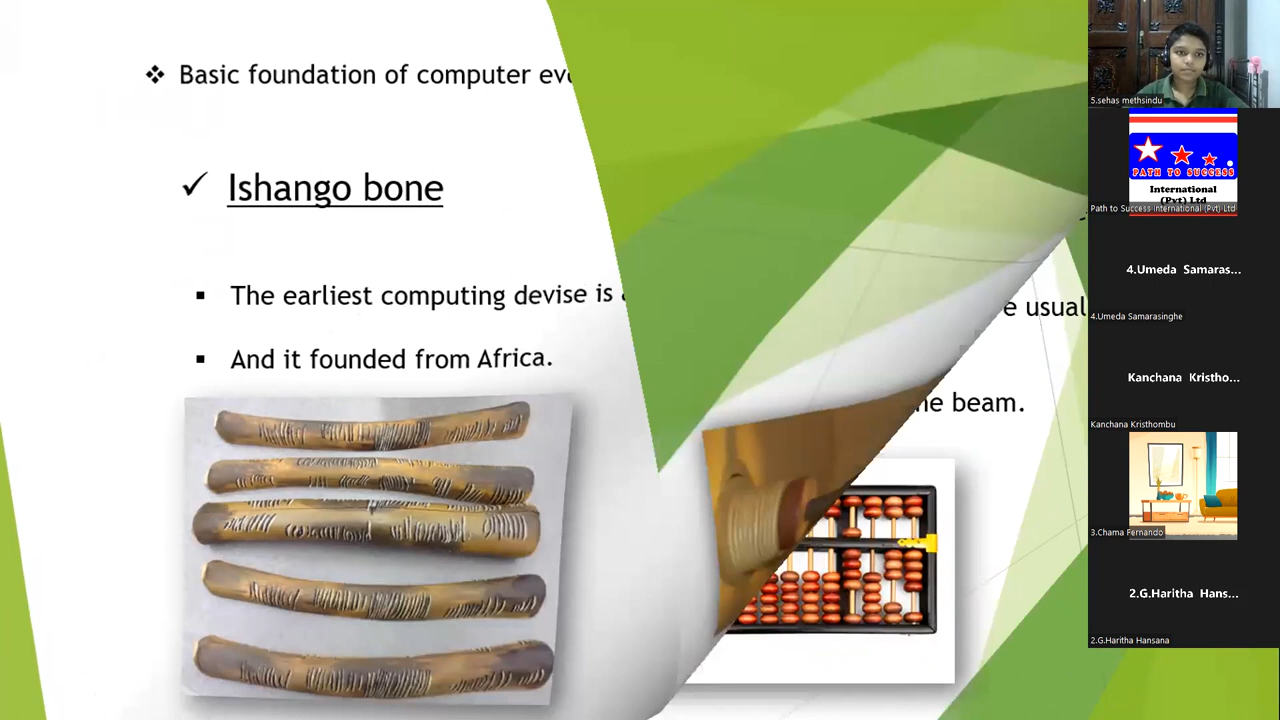 Basic foundation of computer
Ishango bone
The earliest computing devise is
And it founded from Africa.
e usual
beam.
5.sehas methsindu
PATH TO SUCCESS
International
(Pvt) Ltd
Path to Success International (Pvt) Ltd
4.Umeda Samaras...
4.Umeda Samarasinghe
Kanchana Kristho...
Kanchana Kristhombu
3.Chama Fernando
2.G.Haritha Hans...
2.G.Haritha Hansana